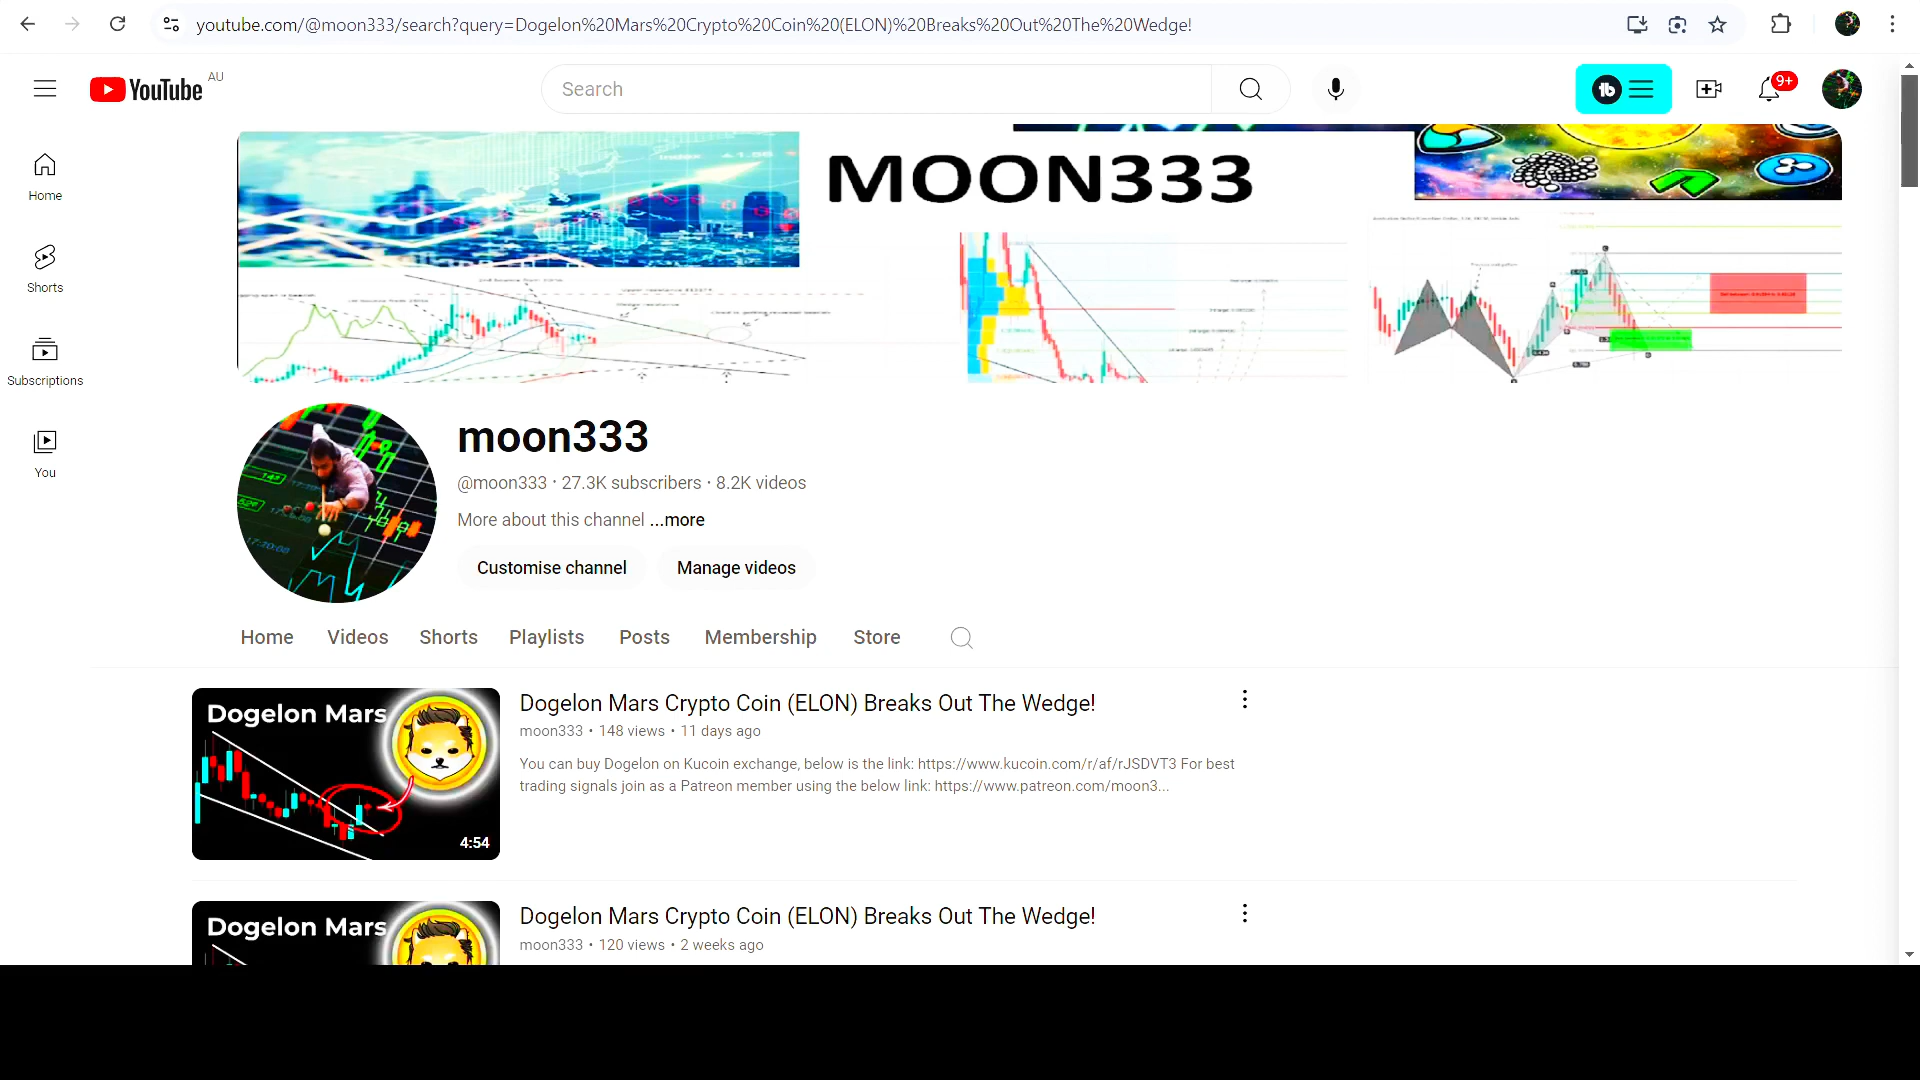 youtube.com/@moon333/search?query=Dogelon%20Mars%20Crypto%20Coin%20(ELON)%20Breaks%20Out%20The%20Wedge!
YouTube AU
Search
9+
Home
Shorts
Subscriptions
You
MOON333
moon333
@moon333 · 27.3K subscribers · 8.2K videos
More about this channel ...more
Customise channel
Manage videos
Home Videos Shorts Playlists Posts Membership Store
Dogelon Mars
4:54
Dogelon Mars Crypto Coin (ELON) Breaks Out The Wedge!
moon333 • 148 views • 11 days ago
You can buy Dogelon on Kucoin exchange, below is the link: https://www.kucoin.com/r/af/rJSDVT3 For best
trading signals join as a Patreon member using the below link: https://www.patreon.com/moon3...
Dogelon Mars
Dogelon Mars Crypto Coin (ELON) Breaks Out The Wedge!
moon333 • 120 views • 2 weeks ago